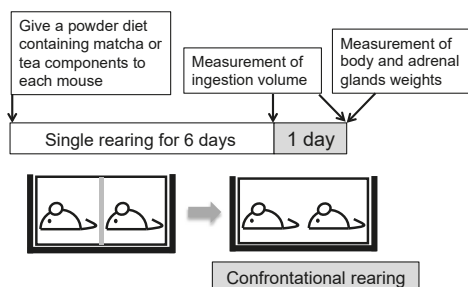 Give a powder diet
containing matcha or
tea components to
each mouse
Measurement of
ingestion volume
Measurement of
body and adrenal
glands weights
Single rearing for 6 days
1 day
Confrontational rearing